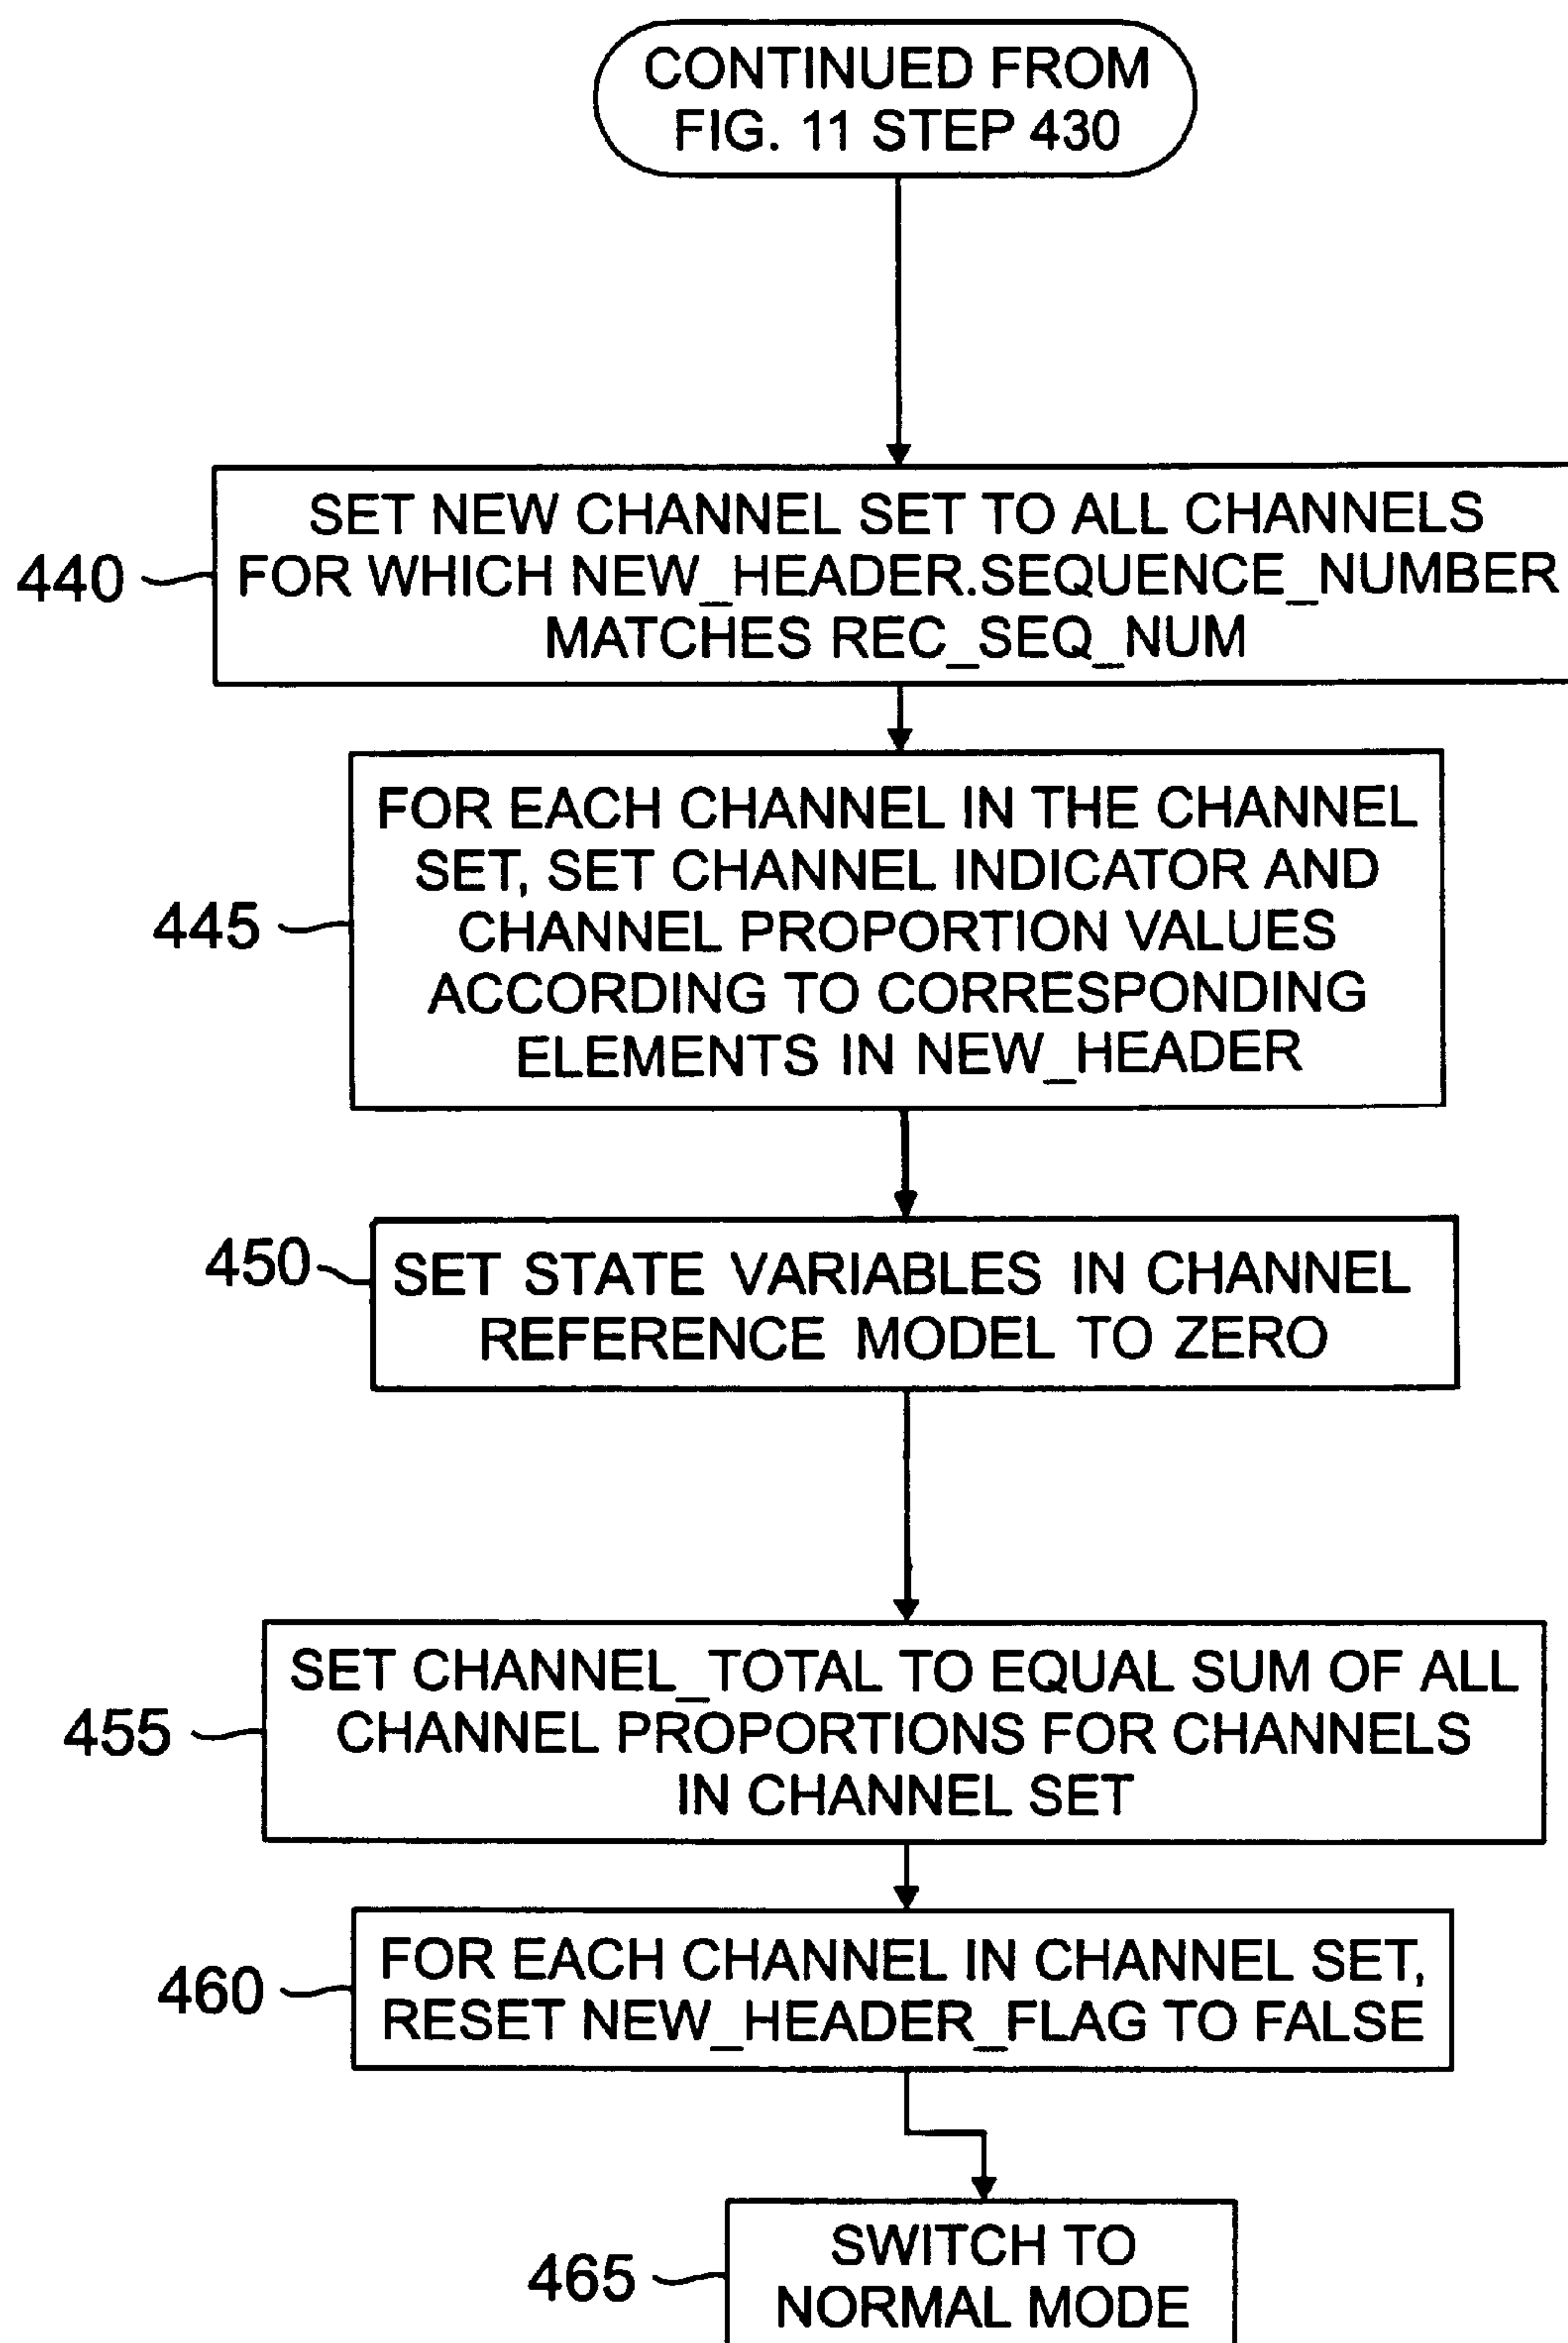 CONTINUED FROM
FIG. 11 STEP 430
SET NEW CHANNEL SET TO ALL CHANNELS
440
FOR WHICH NEW_HEADER.SEQUENCE_NUMBER
MATCHES REC_SEQ_NUM
FOR EACH CHANNEL IN THE CHANNEL
SET, SET CHANNEL INDICATOR AND
445
CHANNEL PROPORTION VALUES
ACCORDING TO CORRESPONDING
ELEMENTS IN NEW_HEADER
450
SET STATE VARIABLES IN CHANNEL
REFERENCE MODEL TO ZERO
SET CHANNEL_TOTAL TO EQUAL SUM OF ALL
455
CHANNEL PROPORTIONS FOR CHANNELS
IN CHANNEL SET
460
FOR EACH CHANNEL IN CHANNEL SET,
RESET NEW_HEADER_FLAG TO FALSE
465
SWITCH TO
NORMAL MODE